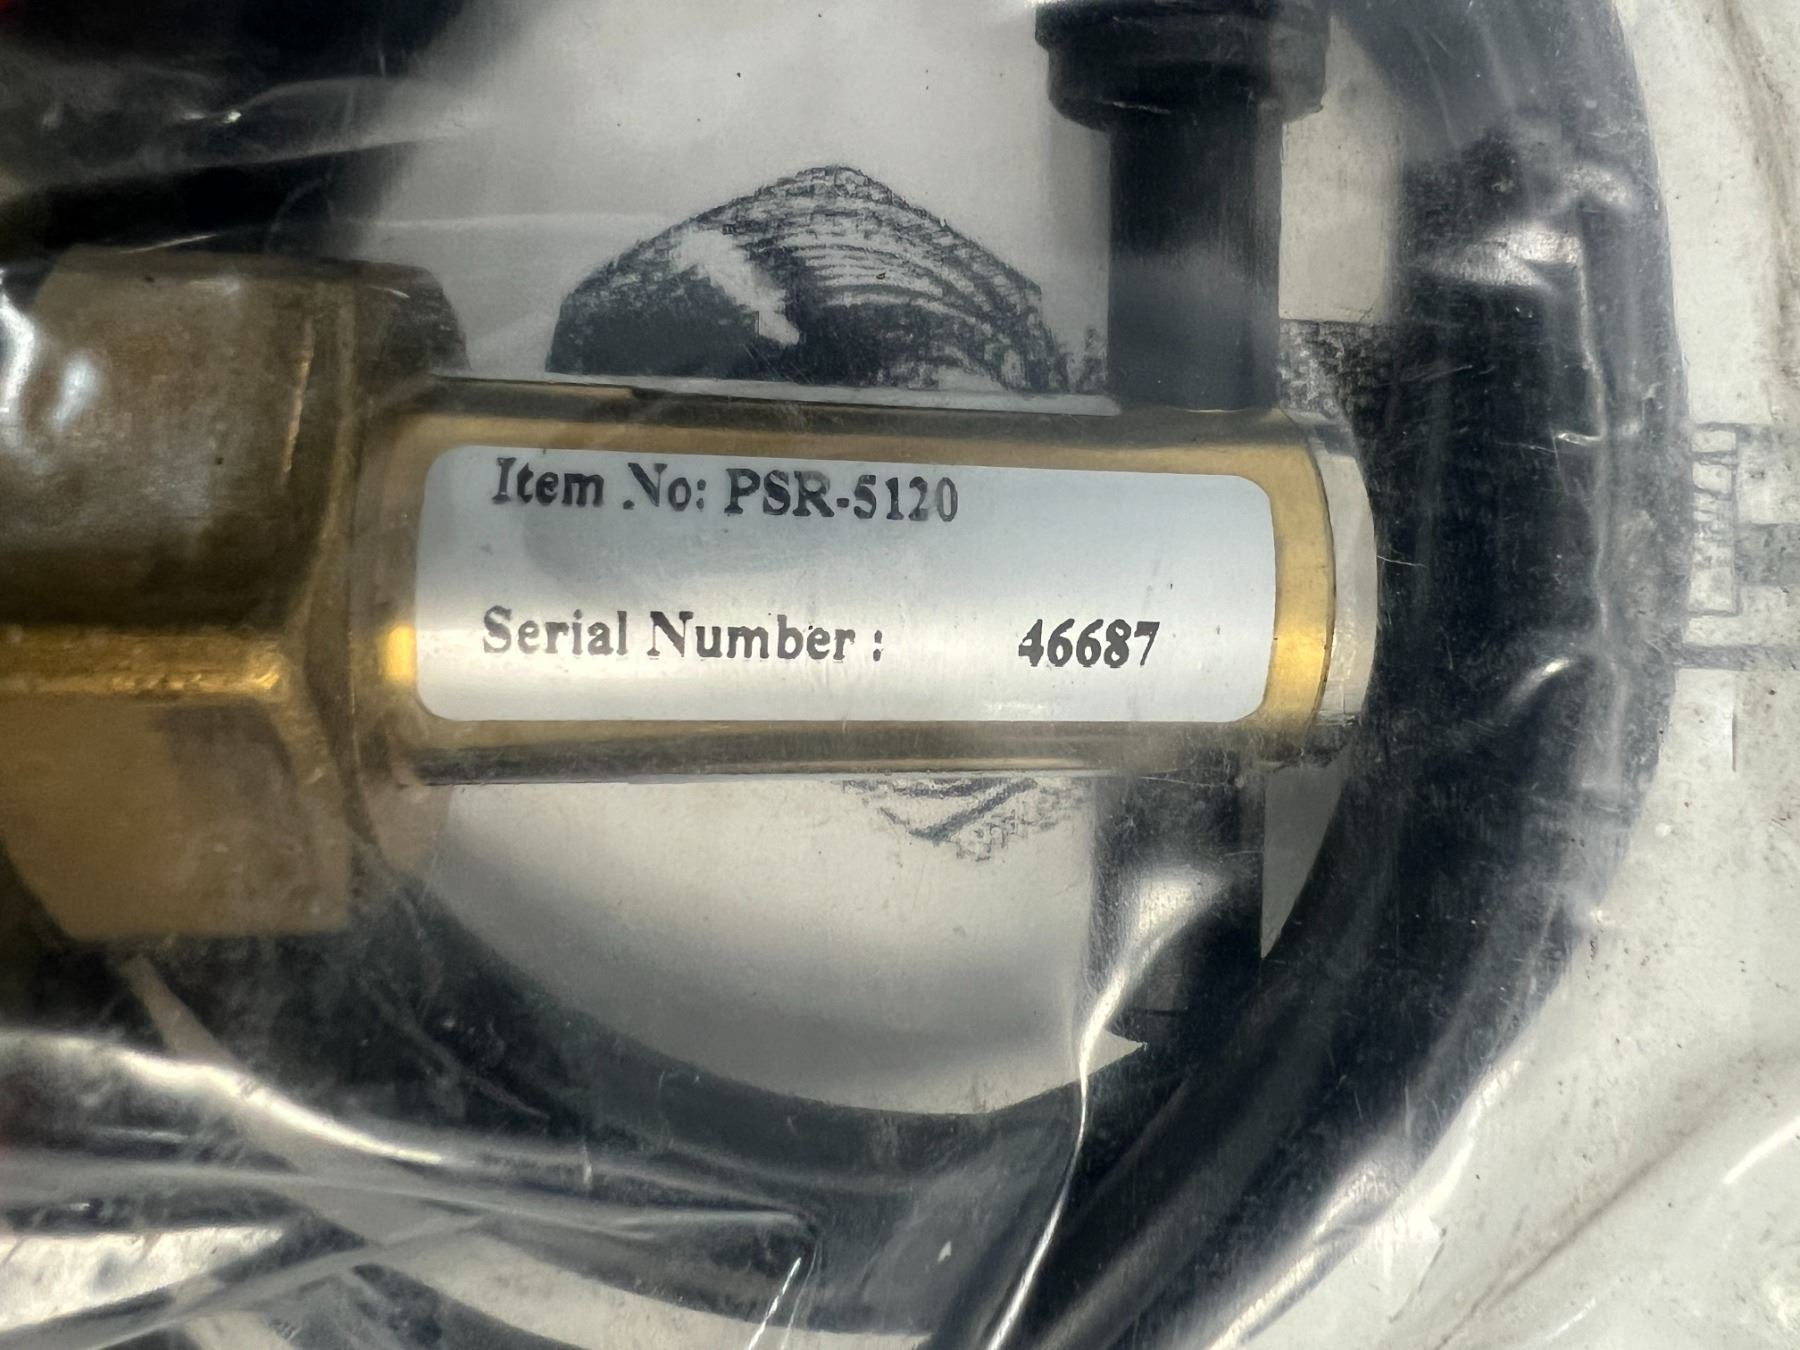 Item No: PSR-5120
Serial Number : 46687